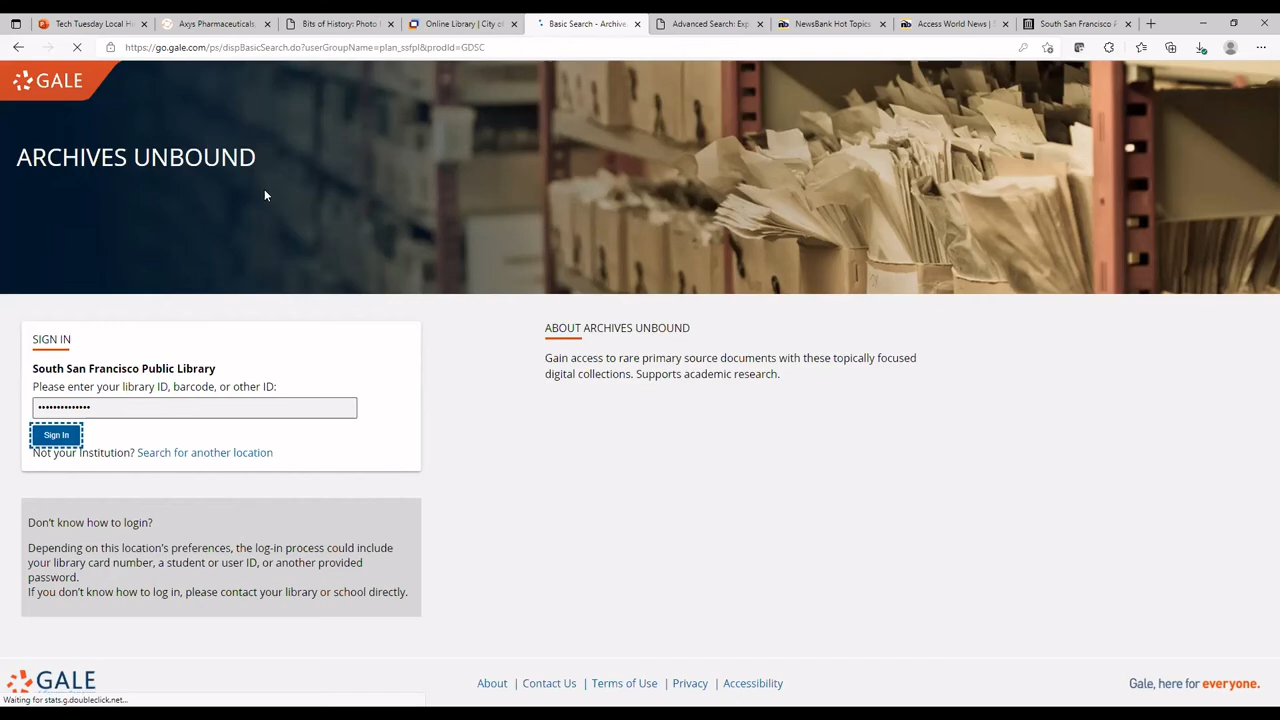 Tech Tuesday Local H
Axys Pharmaceuticals,
Bits of History: Photo
Online Library | City of
Basic Search – Archive
Advanced Search: Exp
NewsBank Hot Topics
Access World News |
South San Francisco
https://go.gale.com/ps/dispBasicSearch.do?userGroupName=plan_ssfpl&prodId=GDSC
GALE
ARCHIVES UNBOUND
SIGN IN
South San Francisco Public Library
Please enter your library ID, barcode, or other ID:
••••••••••••••
Sign In
Not your institution? Search for another location
ABOUT ARCHIVES UNBOUND
Gain access to rare primary source documents with these topically focused
digital collections. Supports academic research.
Don't know how to login?
Depending on this location's preferences, the log-in process could include
your library card number, a student or user ID, or another provided
password.
If you don't know how to log in, please contact your library or school directly.
GALE
About | Contact Us | Terms of Use | Privacy | Accessibility
Gale, here for everyone.
Waiting for stats.g.doubleclick.net...